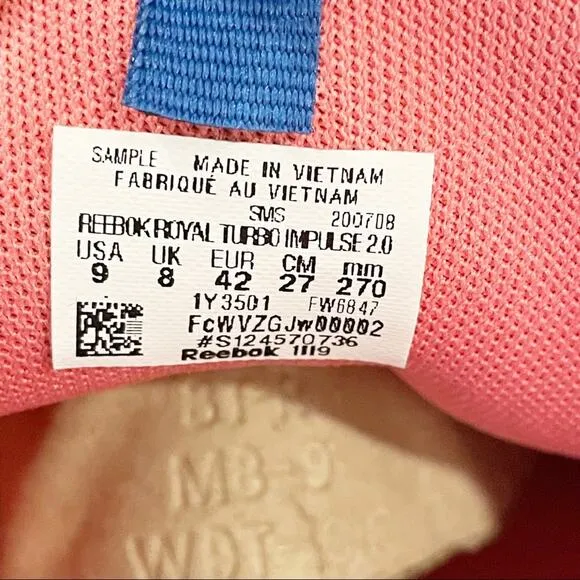 SAMPLE MADE IN VIETNAM
FABRIQUÉ AU VIETNAM
SMS 200708
REEBOK ROYAL TURBO IMPULSE 2.0
USA UK EUR CM mm
9 8 42 27 270
1Y3501 FW6847
FcWVZGJw00002
#S124570736
Reebok 1119
M8-9